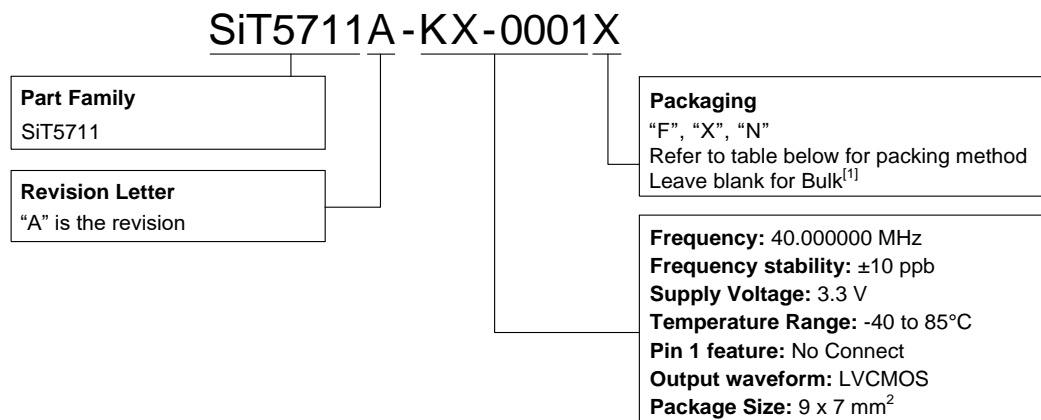 SiT5711A-KX-0001X
Part Family
SiT5711
Revision Letter
“A” is the revision
Packaging
“F”, “X”, “N”
Refer to table below for packing method
Leave blank for Bulk[1]
Frequency: 40.000000 MHz
Frequency stability: ±10 ppb
Supply Voltage: 3.3 V
Temperature Range: -40 to 85°C
Pin 1 feature: No Connect
Output waveform: LVCMOS
Package Size: 9 x 7 mm2